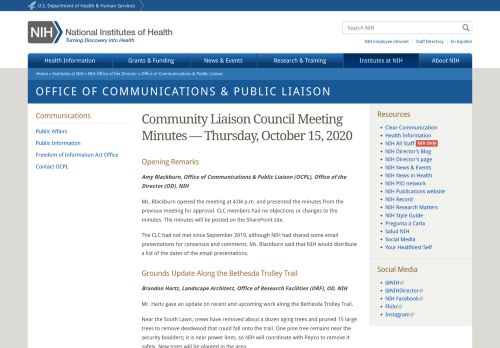 U.S. Department of Health & Human Services
Search NIH
NIH
National Institutes of Health
Turning Discovery Into Health
NIH Employee Intranet | Staff Directory | En Español
Health Information
Grants & Funding
News & Events
Research & Training
Institutes at NIH
About NIH
Home » Institutes at NIH » NIH Office of the Director » Office of Communications & Public Liaison
OFFICE OF COMMUNICATIONS & PUBLIC LIAISON
Communications
Public Affairs
Public Information
Freedom of Information Act Office
Contact OCPL
Community Liaison Council Meeting
Minutes — Thursday, October 15, 2020
Opening Remarks
Amy Blackburn, Office of Communications & Public Liaison (OCPL), Office of the
Director (OD), NIH
Ms. Blackburn opened the meeting at 4:04 p.m. and presented the minutes from the
previous meeting for approval. CLC members had no objections or changes to the
minutes. The minutes will be posted on the SharePoint site.
The CLC had not met since September 2019, although NIH had shared some email
presentations for consensus and comments. Ms. Blackburn said that NIH would distribute
a list of the dates of the email presentations.
Grounds Update Along the Bethesda Trolley Trail
Brandon Hartz, Landscape Architect, Office of Research Facilities (ORF), OD, NIH
Mr. Hartz gave an update on recent and upcoming work along the Bethesda Trolley Trail.
Near the South Lawn, crews have removed about a dozen aging trees and pruned 15 large
trees to remove deadwood that could fall onto the trail. One pine tree remains near the
security boulders; it is near power lines, so NIH will coordinate with Pepco to remove it
safely. New trees will be planted in the area.
Resources
Clear Communication
Health Information
NIH All Staff NIH Only
NIH Director's Blog
NIH Director's page
NIH News & Events
NIH News in Health
NIH PIO network
NIH Publications website
NIH Record
NIH Research Matters
NIH Style Guide
Pregunta a Carla
Salud NIH
Social Media
Your Healthiest Self
Social Media
@NIH
@NIHDirector
NIH Facebook
Flickr
Instagram